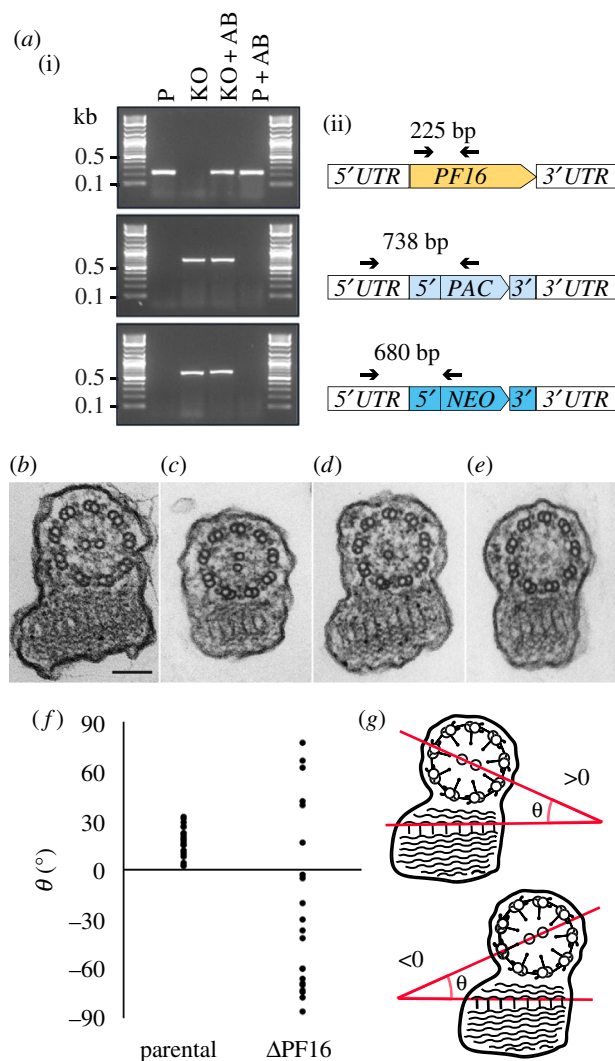 (a)
(i)
P
KO
KO + AB
P + AB
kb
0.5
0.1
0.5
0.1
0.5
0.1
(ii)
225 bp
5′ UTR PF16 3′ UTR
738 bp
5′ UTR 5′ PAC 3′ 3′ UTR
680 bp
5′ UTR 5′ NEO 3′ 3′ UTR
(b) (c) (d) (e)
(f)
90
60
30
0
–30
–60
–90
θ (°)
parental ΔPF16
(g)
>0
θ
<0
θ